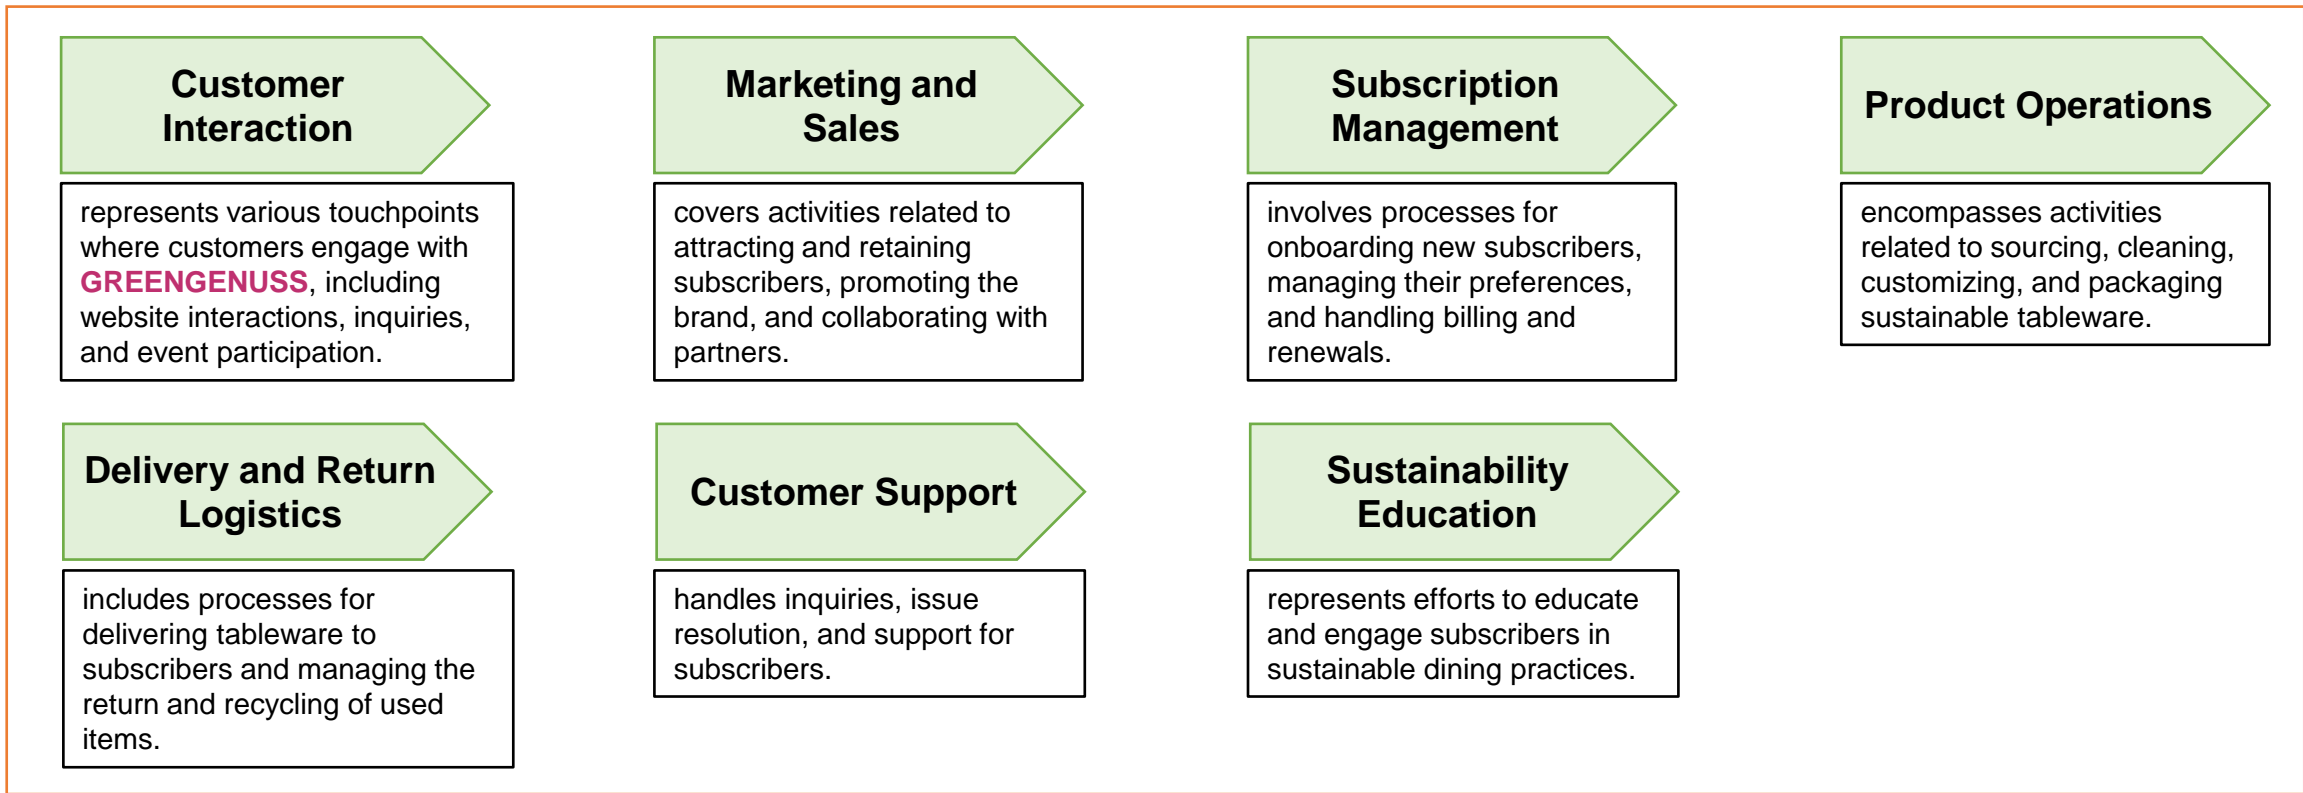 Customer
Interaction
represents various touchpoints
where customers engage with
GREENGENUSS, including
website interactions, inquiries,
and event participation.
Marketing and
Sales
covers activities related to
attracting and retaining
subscribers, promoting the
brand, and collaborating with
partners.
Subscription
Management
involves processes for
onboarding new subscribers,
managing their preferences,
and handling billing and
renewals.
Product Operations
encompasses activities
related to sourcing, cleaning,
customizing, and packaging
sustainable tableware.
Delivery and Return
Logistics
includes processes for
delivering tableware to
subscribers and managing the
return and recycling of used
items.
Customer Support
handles inquiries, issue
resolution, and support for
subscribers.
Sustainability
Education
represents efforts to educate
and engage subscribers in
sustainable dining practices.